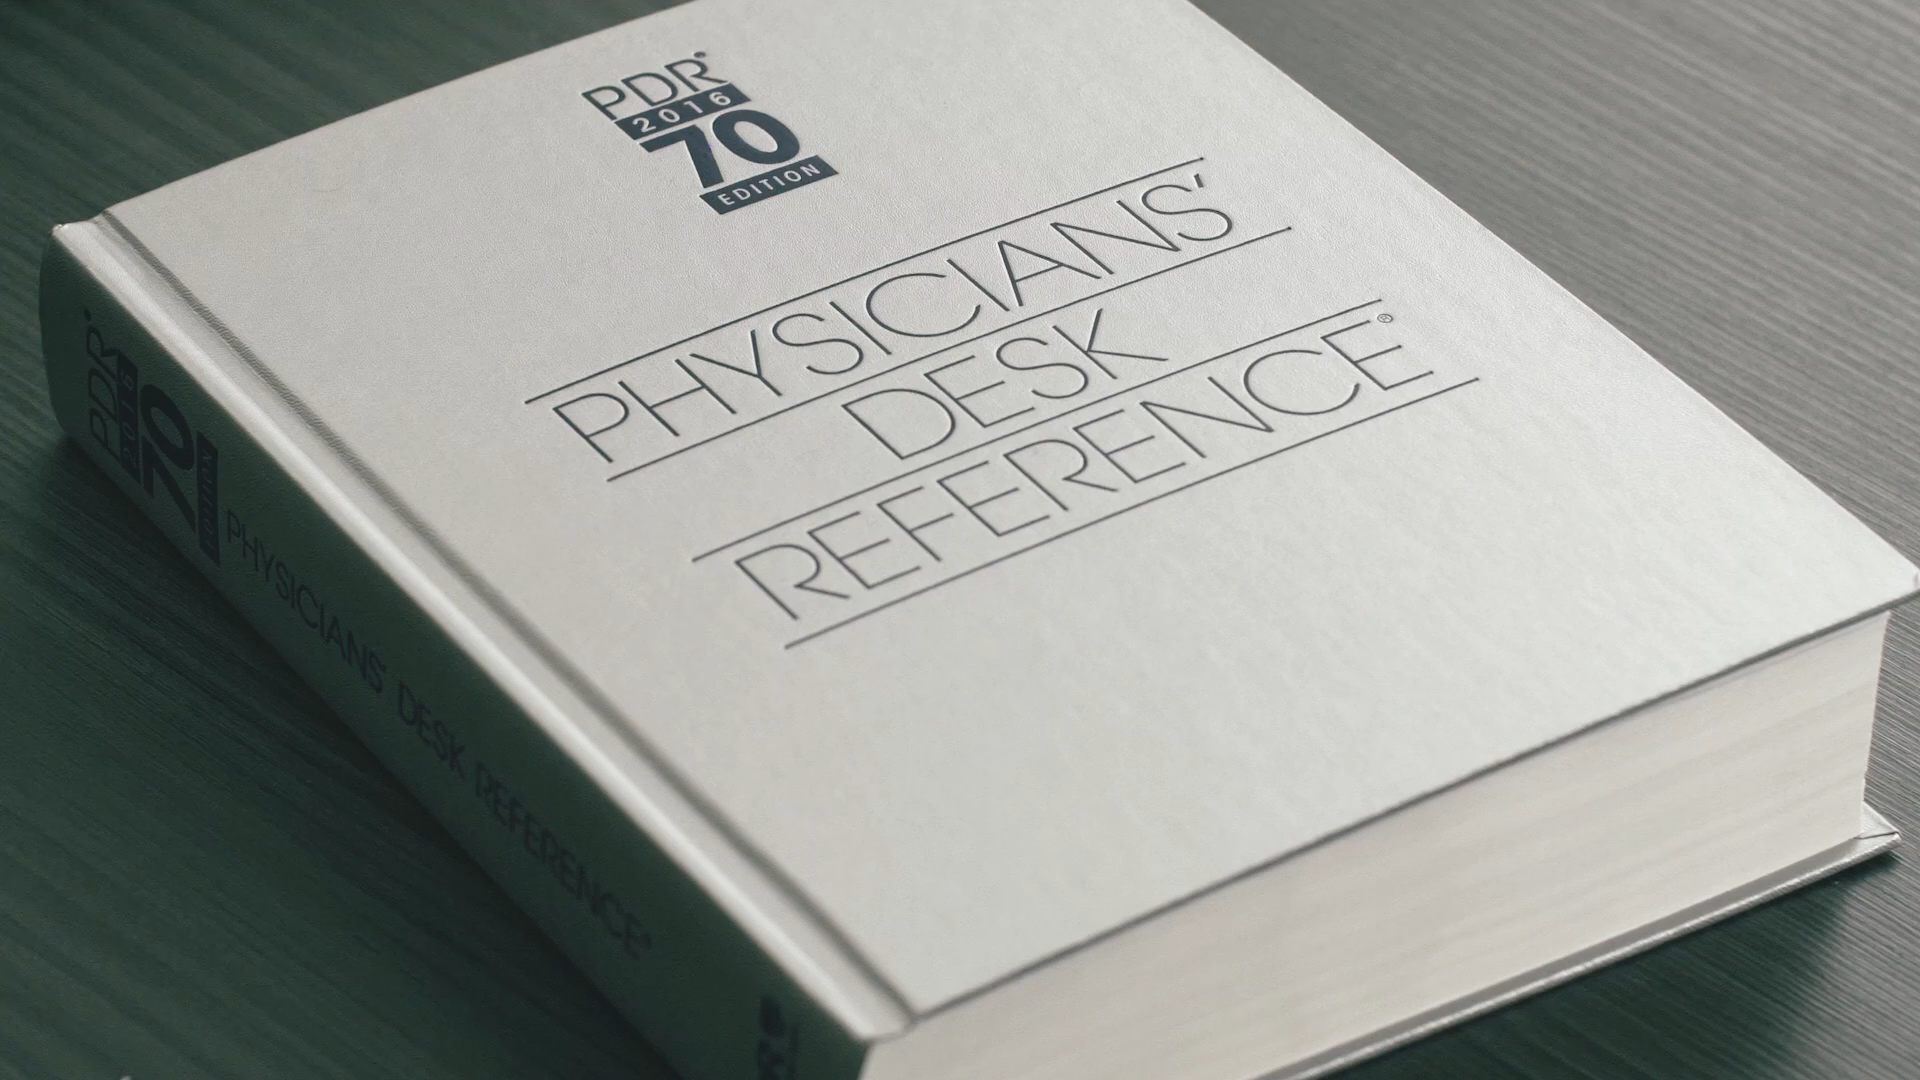 PDR®
2016
70
EDITION
PHYSICIANS'
DESK
REFERENCE®
PDR®
2016
70
EDITION
PHYSICIANS' DESK REFERENCE®